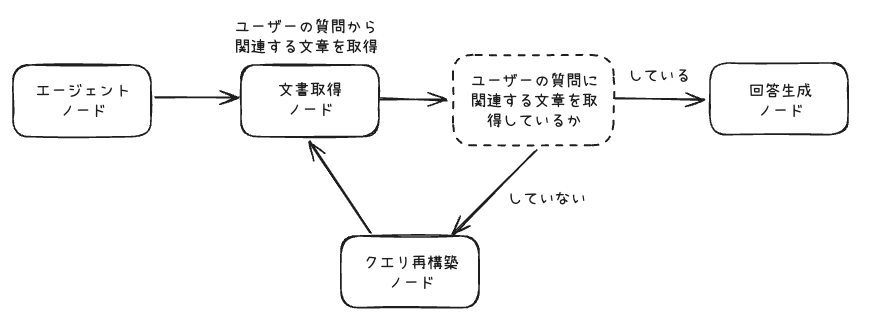 ユーザーの質問から
関連する文章を取得
エージェント
ノード
文書取得
ノード
ユーザーの質問に
関連する文章を取
得しているか
している
回答生成
ノード
していない
クエリ再構築
ノード